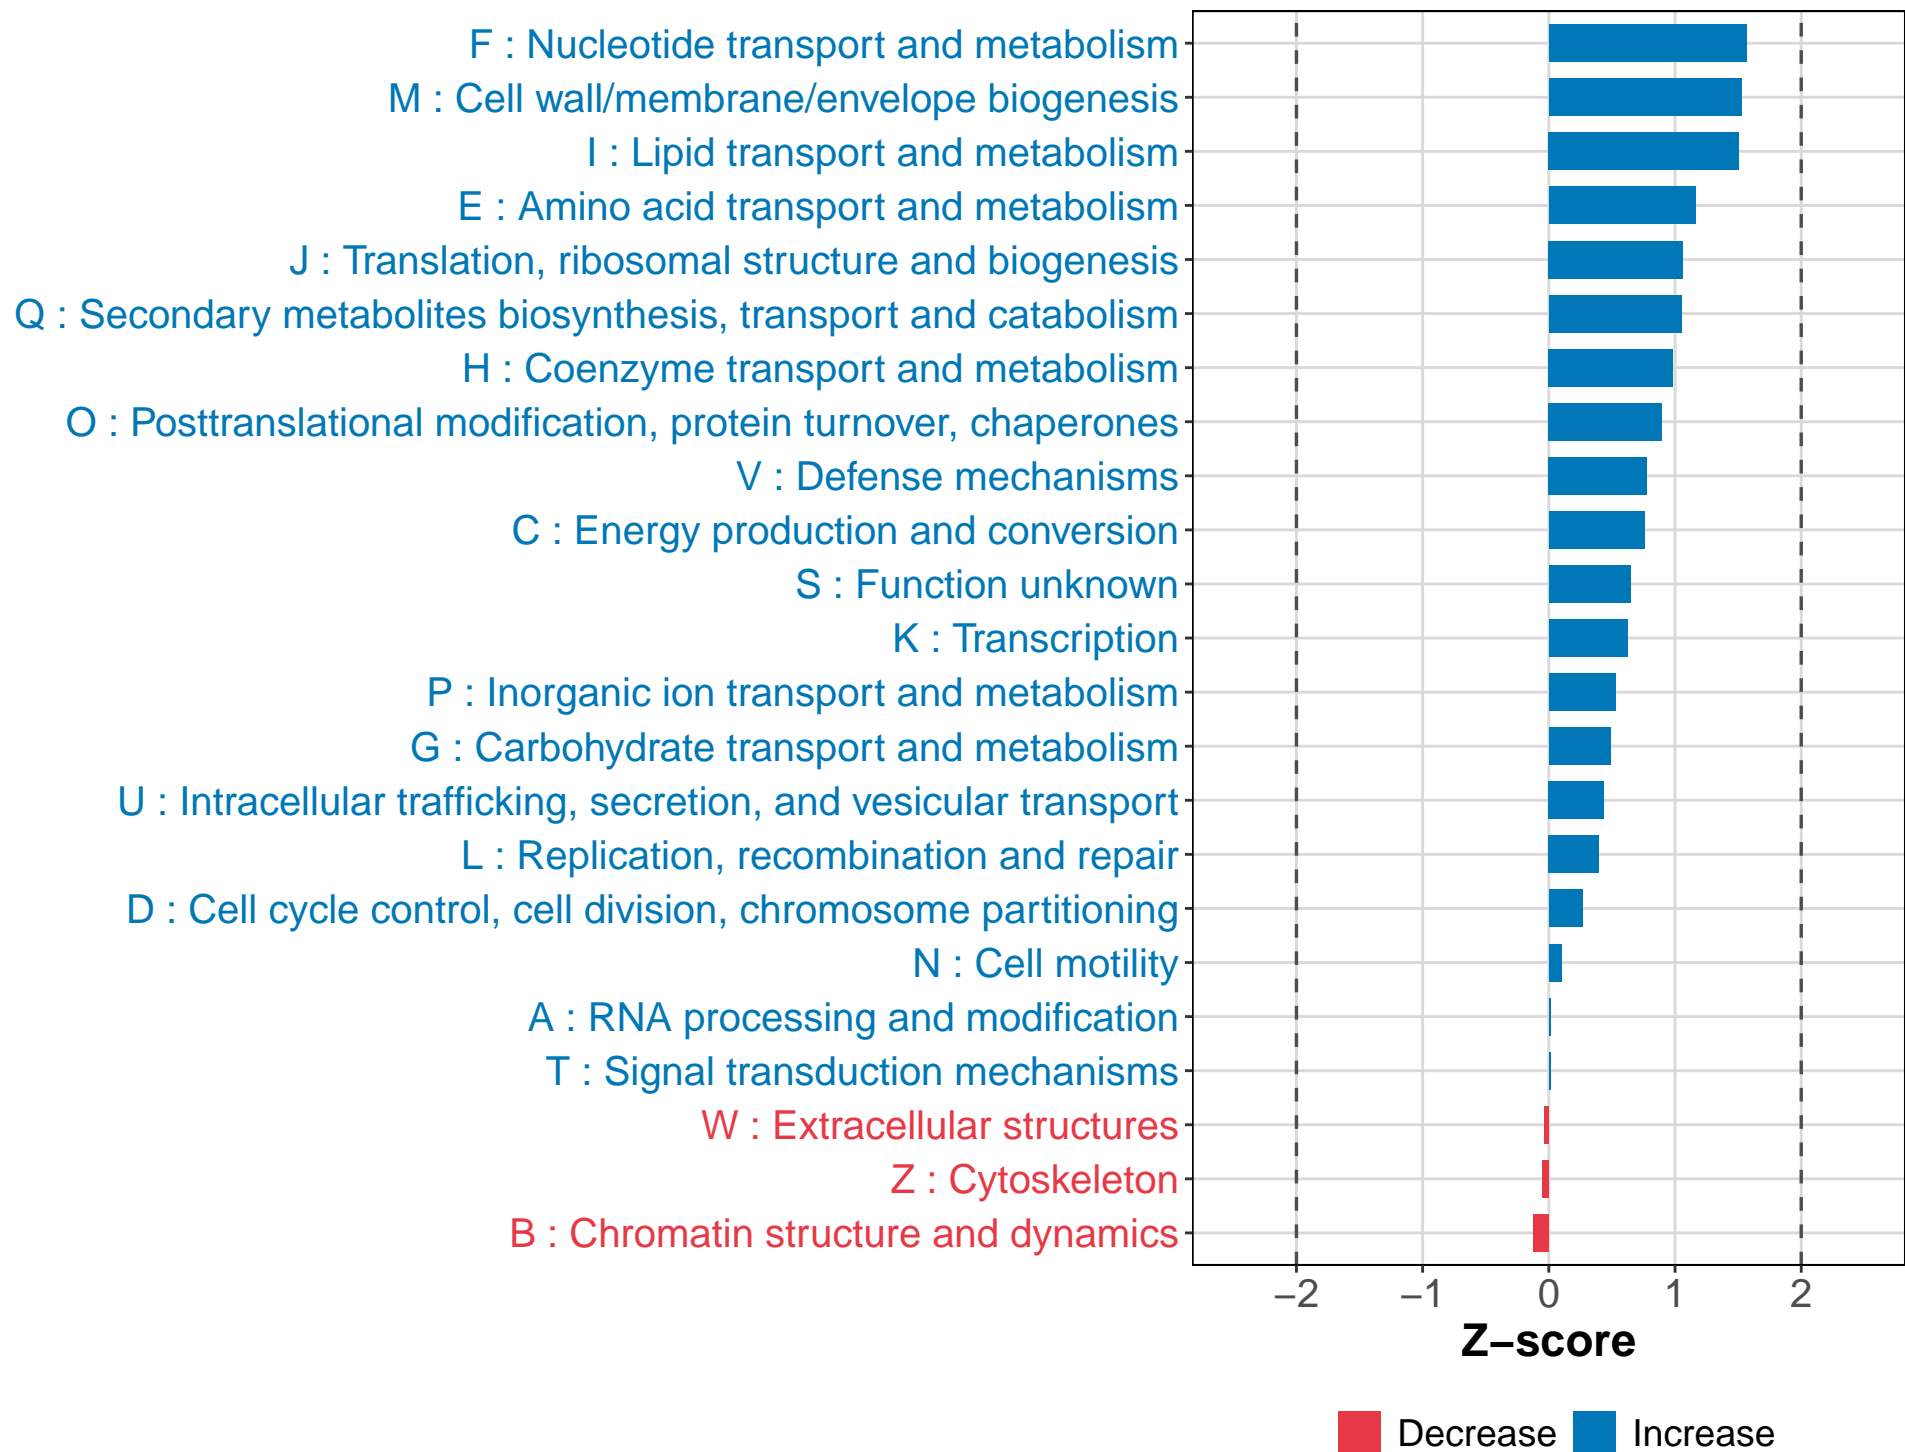 F : Nucleotide transport and metabolism
M : Cell wall/membrane/envelope biogenesis
I : Lipid transport and metabolism
E : Amino acid transport and metabolism
J : Translation, ribosomal structure and biogenesis
Q : Secondary metabolites biosynthesis, transport and catabolism
H : Coenzyme transport and metabolism
O : Posttranslational modification, protein turnover, chaperones
V : Defense mechanisms
C : Energy production and conversion
S : Function unknown
K : Transcription
P : Inorganic ion transport and metabolism
G : Carbohydrate transport and metabolism
U : Intracellular trafficking, secretion, and vesicular transport
L : Replication, recombination and repair
D : Cell cycle control, cell division, chromosome partitioning
N : Cell motility
A : RNA processing and modification
T : Signal transduction mechanisms
W : Extracellular structures
Z : Cytoskeleton
B : Chromatin structure and dynamics
−2 −1 0 1 2
Z−score
Decrease Increase